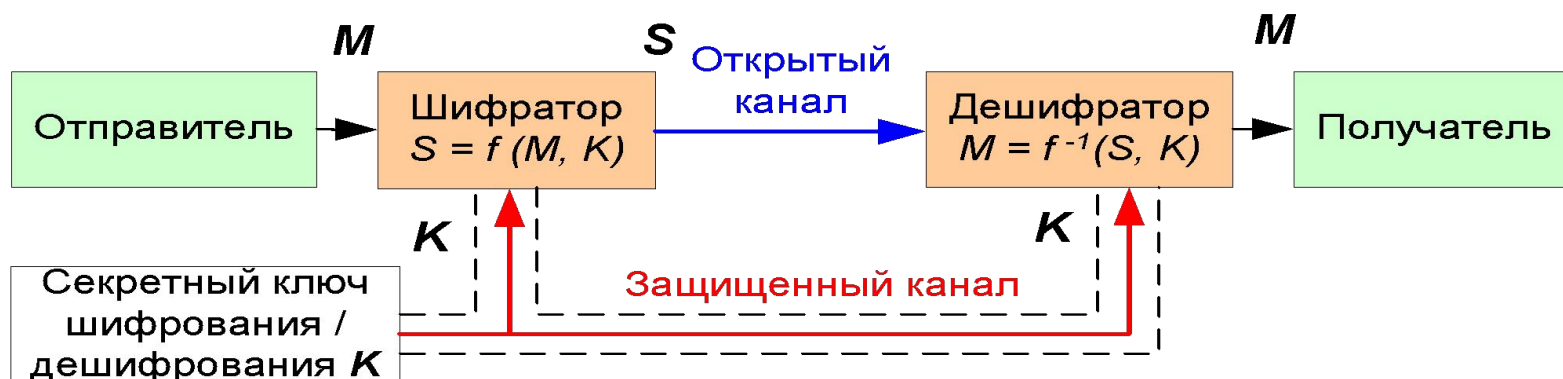 M
S
M
Отправитель
Шифратор
S = f (M, K)
Открытый
канал
Дешифратор
M = f -1(S, K)
Получатель
K
K
Секретный ключ
шифрования /
дешифрования K
Защищенный канал